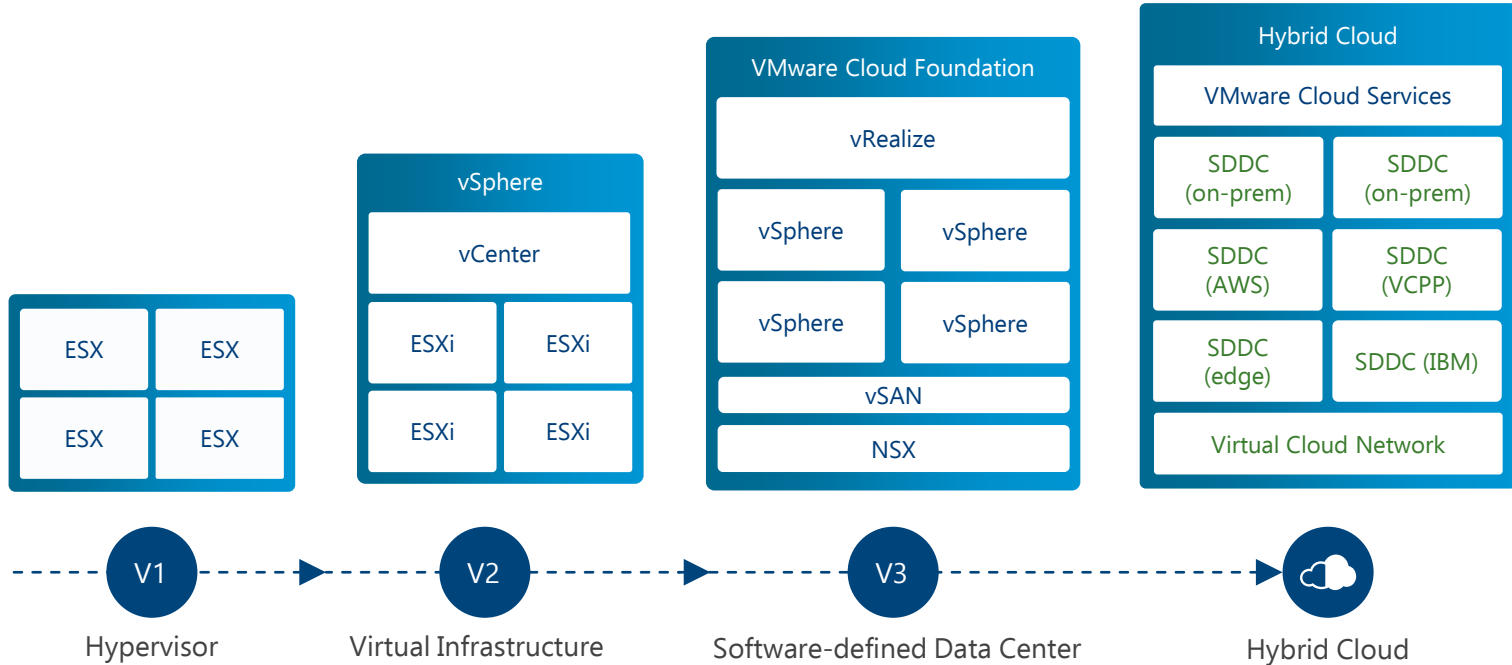 ESX
ESX
ESX
ESX
vSphere
vCenter
ESXi
ESXi
ESXi
ESXi
VMware Cloud Foundation
vRealize
vSphere
vSphere
vSphere
vSphere
vSAN
NSX
Hybrid Cloud
VMware Cloud Services
SDDC
(on-prem)
SDDC
(on-prem)
SDDC
(AWS)
SDDC
(VCPP)
SDDC
(edge)
SDDC (IBM)
Virtual Cloud Network
V1
V2
V3
Hypervisor
Virtual Infrastructure
Software-defined Data Center
Hybrid Cloud